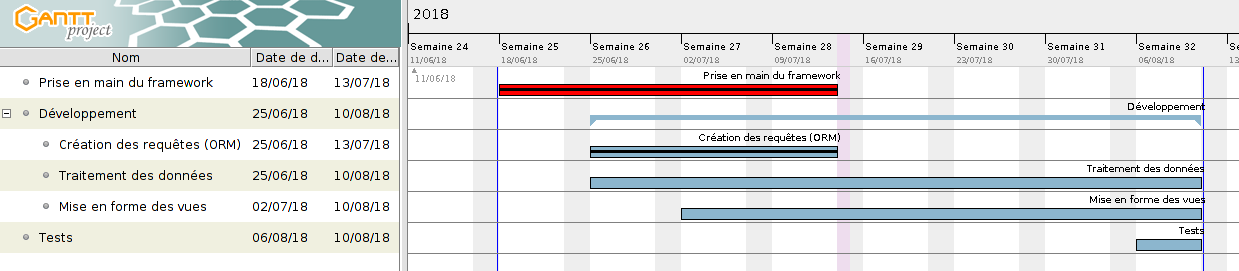 GANTT
project
2018
Semaine 24 Semaine 25 Semaine 26 Semaine 27 Semaine 28 Semaine 29 Semaine 30 Semaine 31 Semaine 32
Nom Date de d... Date de...
11/06/18 18/06/18 25/06/18 02/07/18 09/07/18 16/07/18 23/07/18 30/07/18 06/08/18 13
11/06/18
Prise en main du framework 18/06/18 13/07/18
Prise en main du framework
Développement 25/06/18 10/08/18
Développement
Création des requêtes (ORM) 25/06/18 13/07/18
Création des requêtes (ORM)
Traitement des données 25/06/18 10/08/18
Traitement des données
Mise en forme des vues 02/07/18 10/08/18
Mise en forme des vues
Tests 06/08/18 10/08/18
Tests